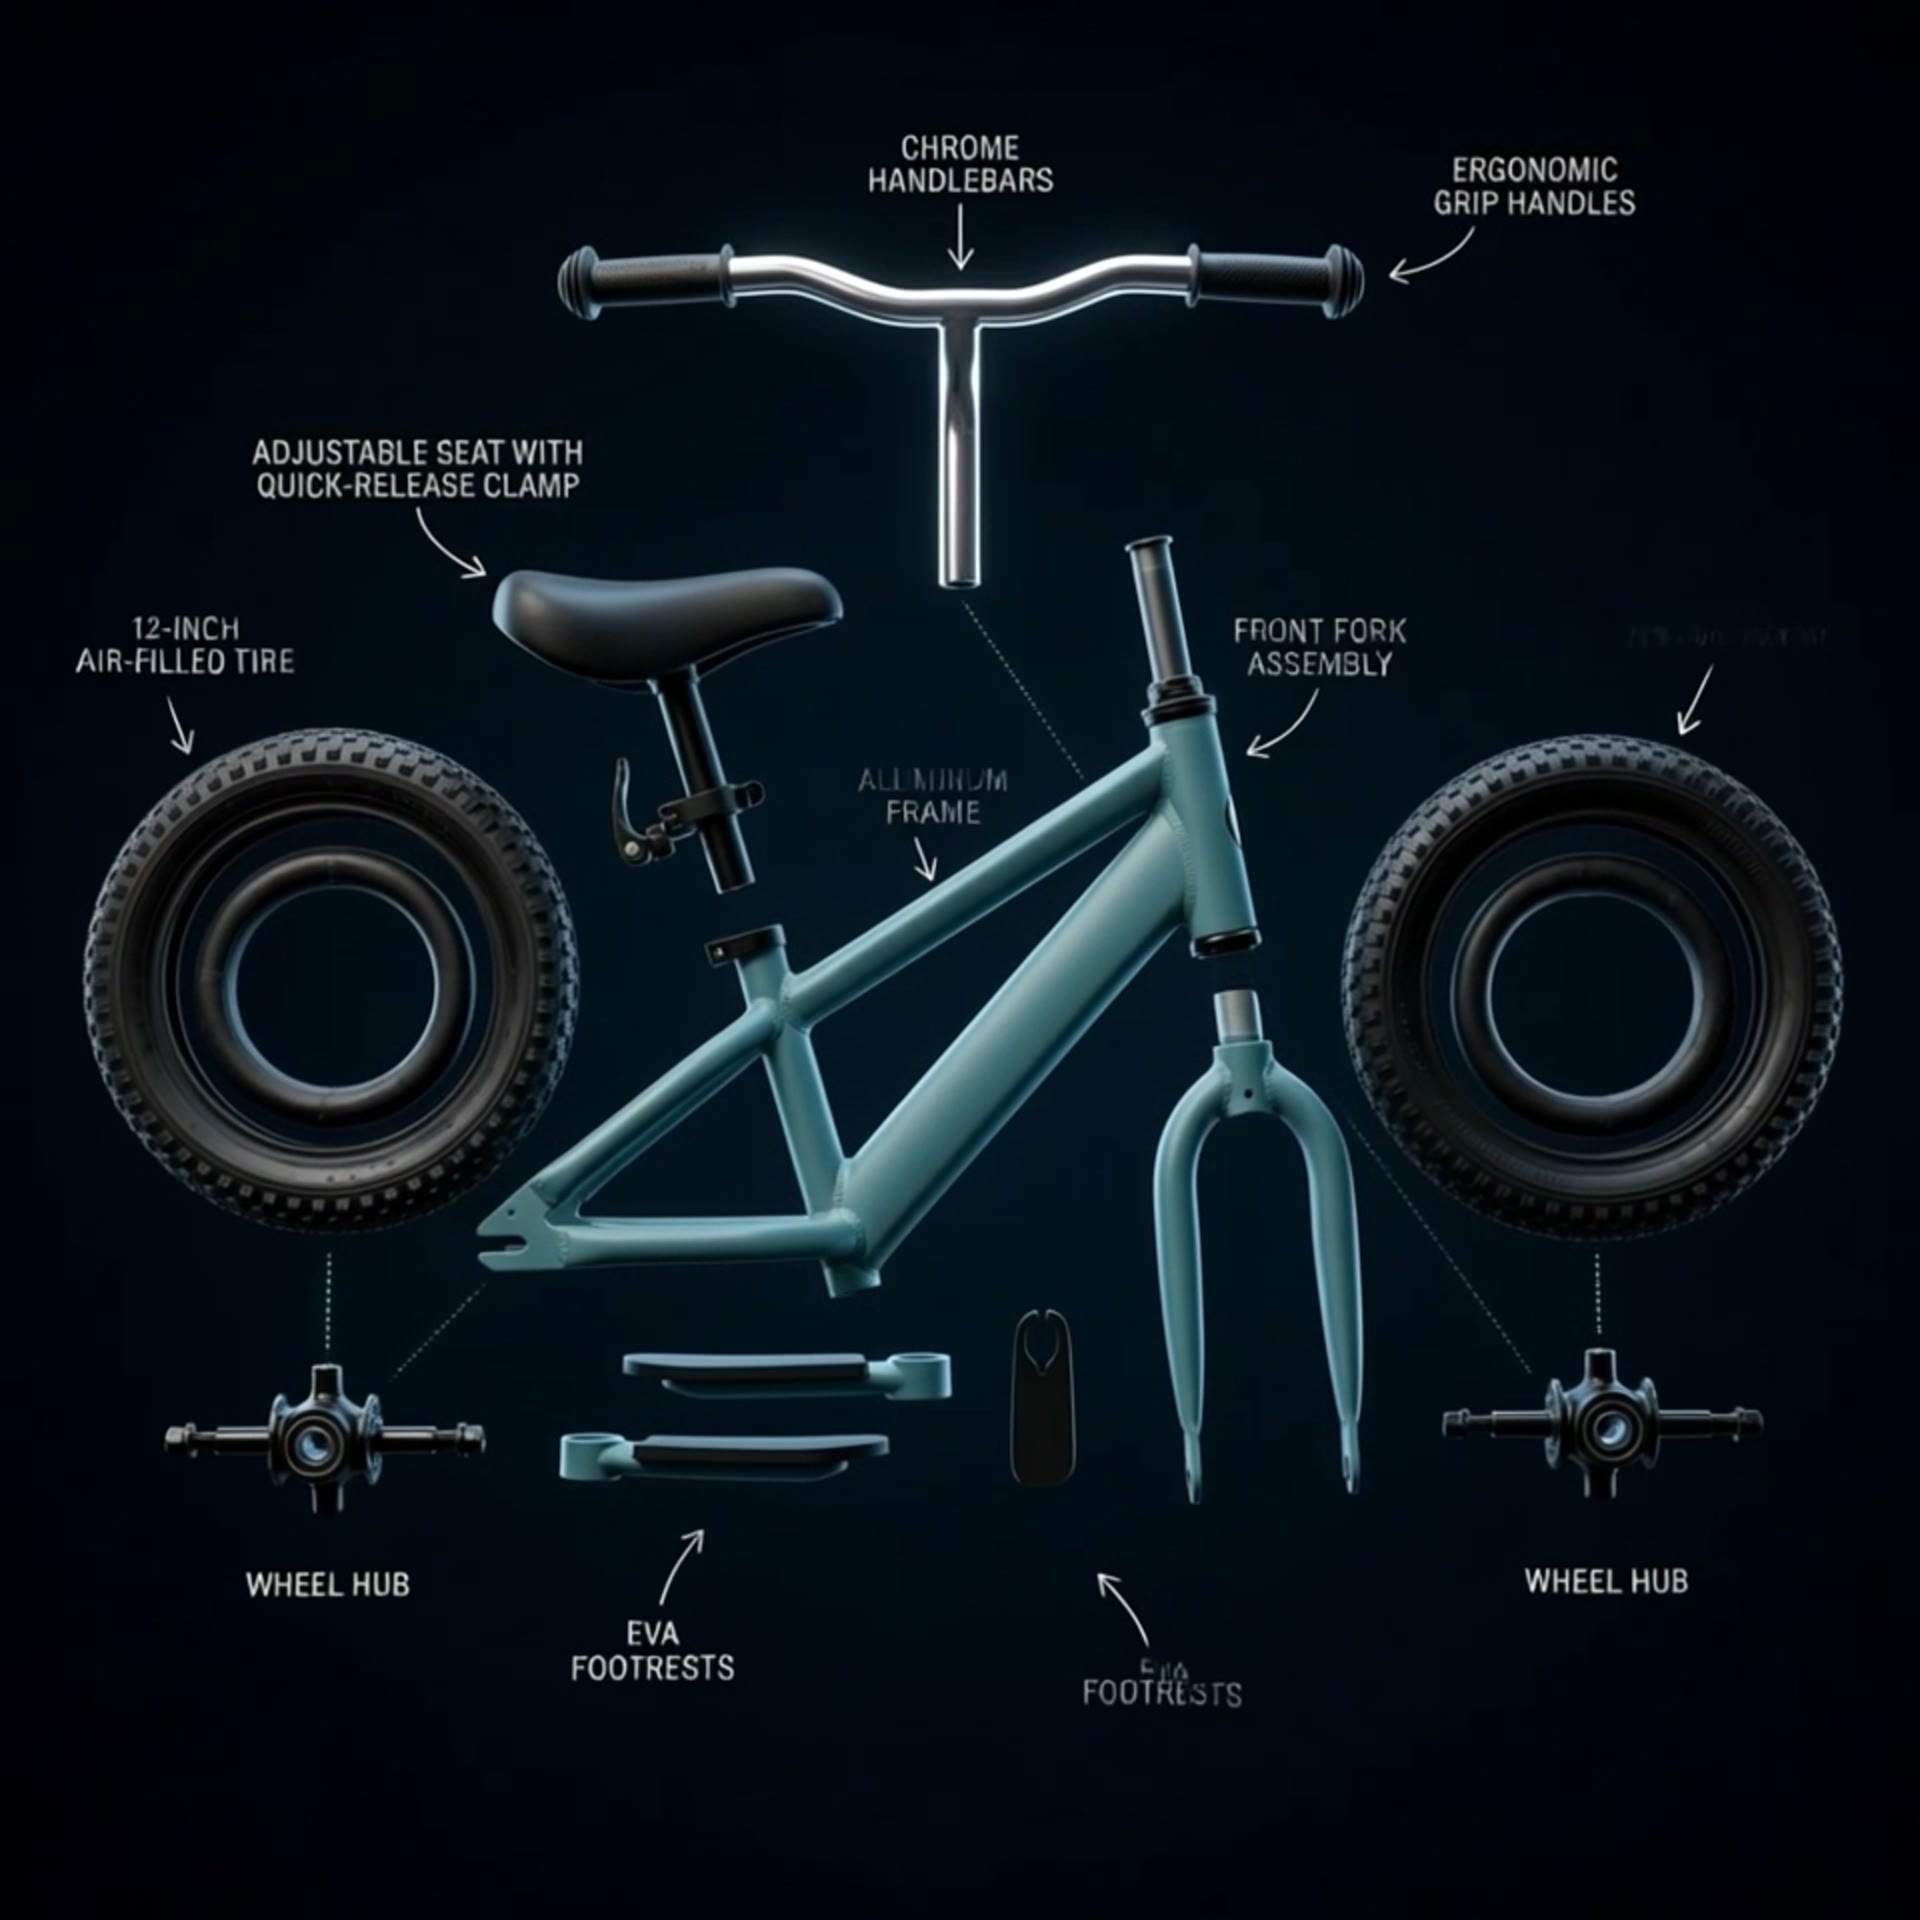 CHROME
HANDLEBARS
ERGONOMIC
GRIP HANDLES
ADJUSTABLE SEAT WITH
QUICK-RELEASE CLAMP
12-INCH
AIR-FILLED TIRE
FRONT FORK
ASSEMBLY
ALUMINUM
FRAME
WHEEL HUB
WHEEL HUB
EVA
FOOTRESTS
FOOTRESTS